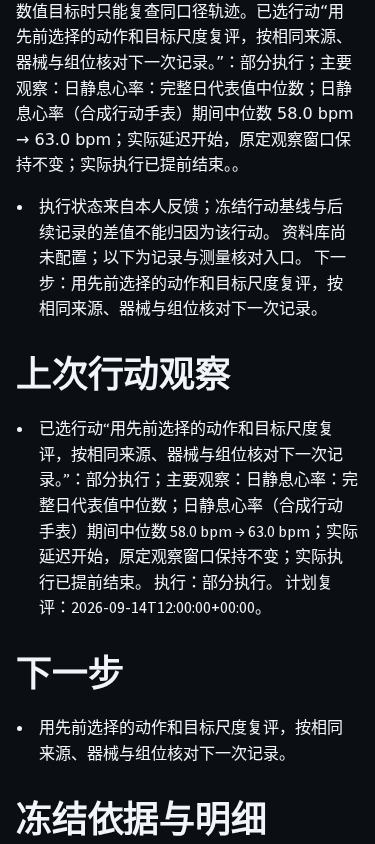 数值目标时只能复查同口径轨迹。已选行动“用
先前选择的动作和目标尺度复评，按相同来源、
器械与组位核对下一次记录。”：部分执行；主要
观察：日静息心率：完整日代表值中位数；日静
息心率（合成行动手表）期间中位数 58.0 bpm
→ 63.0 bpm；实际延迟开始，原定观察窗口保
持不变；实际执行已提前结束。。
• 执行状态来自本人反馈；冻结行动基线与后
续记录的差值不能归因为该行动。 资料库尚
未配置；以下为记录与测量核对入口。 下一
步：用先前选择的动作和目标尺度复评，按
相同来源、器械与组位核对下一次记录。
上次行动观察
• 已选行动“用先前选择的动作和目标尺度复
评，按相同来源、器械与组位核对下一次记
录。”：部分执行；主要观察：日静息心率：完
整日代表值中位数；日静息心率（合成行动
手表）期间中位数 58.0 bpm → 63.0 bpm；实际
延迟开始，原定观察窗口保持不变；实际执
行已提前结束。 执行：部分执行。 计划复
评：2026-09-14T12:00:00+00:00。
下一步
• 用先前选择的动作和目标尺度复评，按相同
来源、器械与组位核对下一次记录。
冻结依据与明细